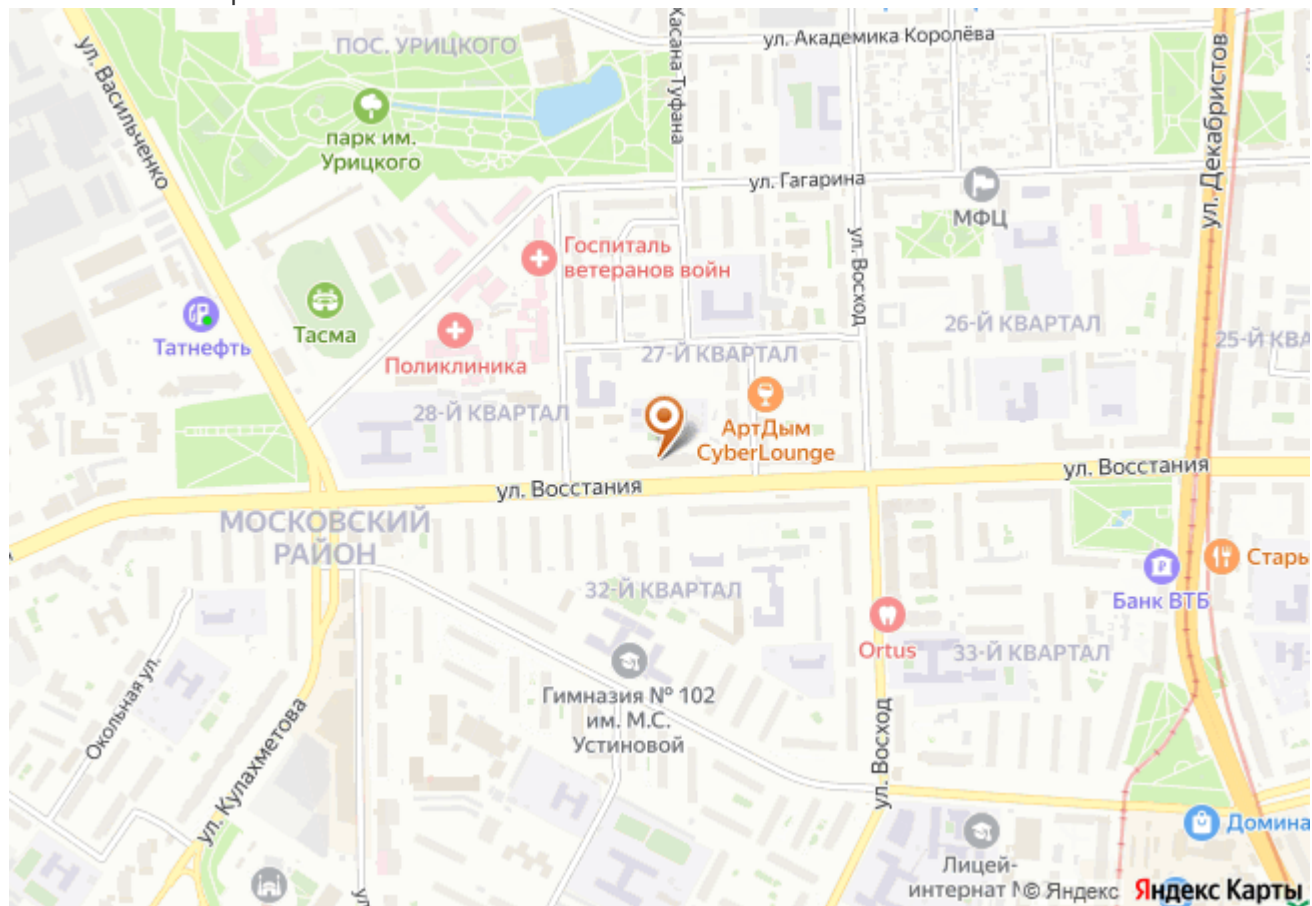 ПОС. УРИЦКОГО
ул. Академика Королёва
Хасана Туфана
ул. Декабристов
ул. Васильченко
парк им.
Урицкого
ул. Гагарина
МФЦ
Госпиталь
ветеранов войн
ул. Восход
Тасма
Татнефть
Поликлиника
26-Й КВАРТАЛ
25-Й КВА
27-Й КВАРТАЛ
28-Й КВАРТАЛ
АртДым
CyberLounge
ул. Восстания
ул. Восстания
МОСКОВСКИЙ
РАЙОН
Стары
Банк ВТБ
32-Й КВАРТАЛ
Ortus
33-Й КВАРТАЛ
Гимназия № 102
им. М.С.
Устиновой
Окольная ул.
ул. Кулахметова
ул. Восход
Домина
Лицей-
интернат
© Яндекс
Яндекс Карты